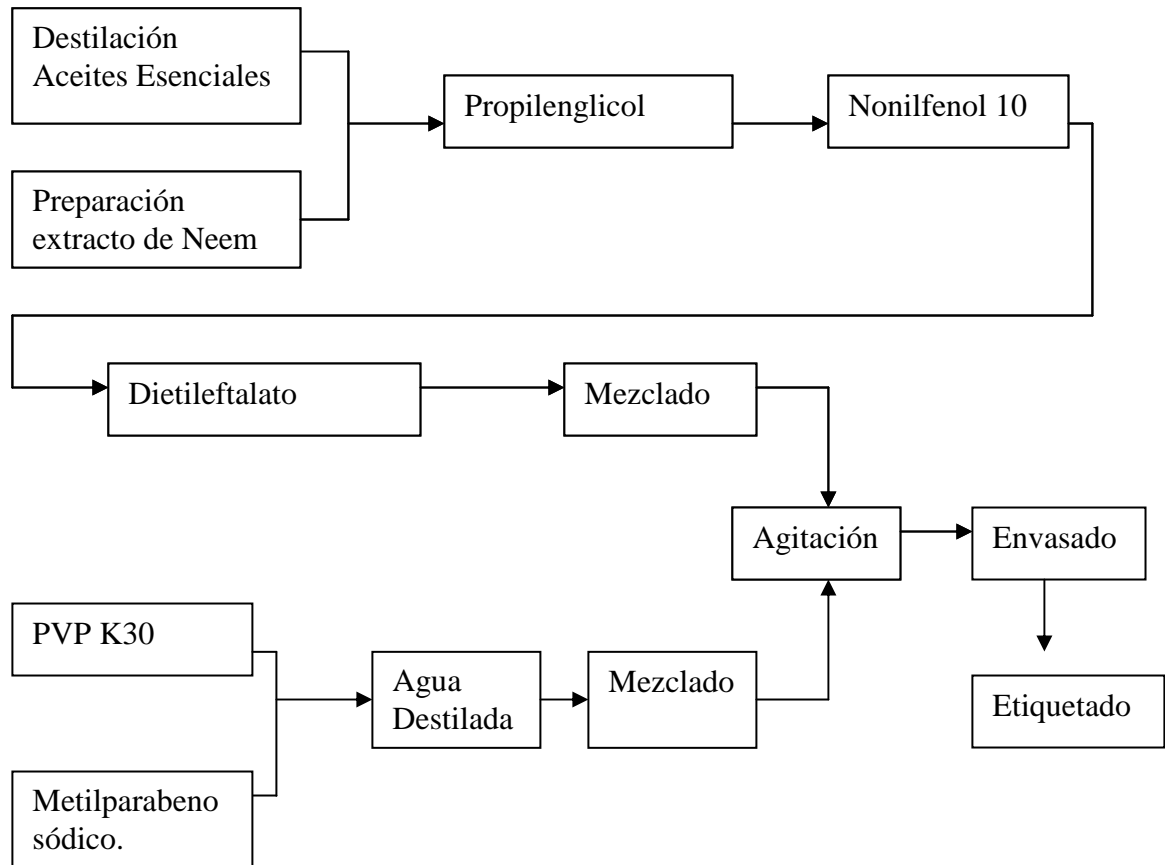 Destilación
Aceites Esenciales
Propilenglicol
Nonilfenol 10
Preparación
extracto de Neem
Dietileftalato
Mezclado
Agitación
Envasado
PVP K30
Agua
Destilada
Mezclado
Etiquetado
Metilparabeno
sódico.